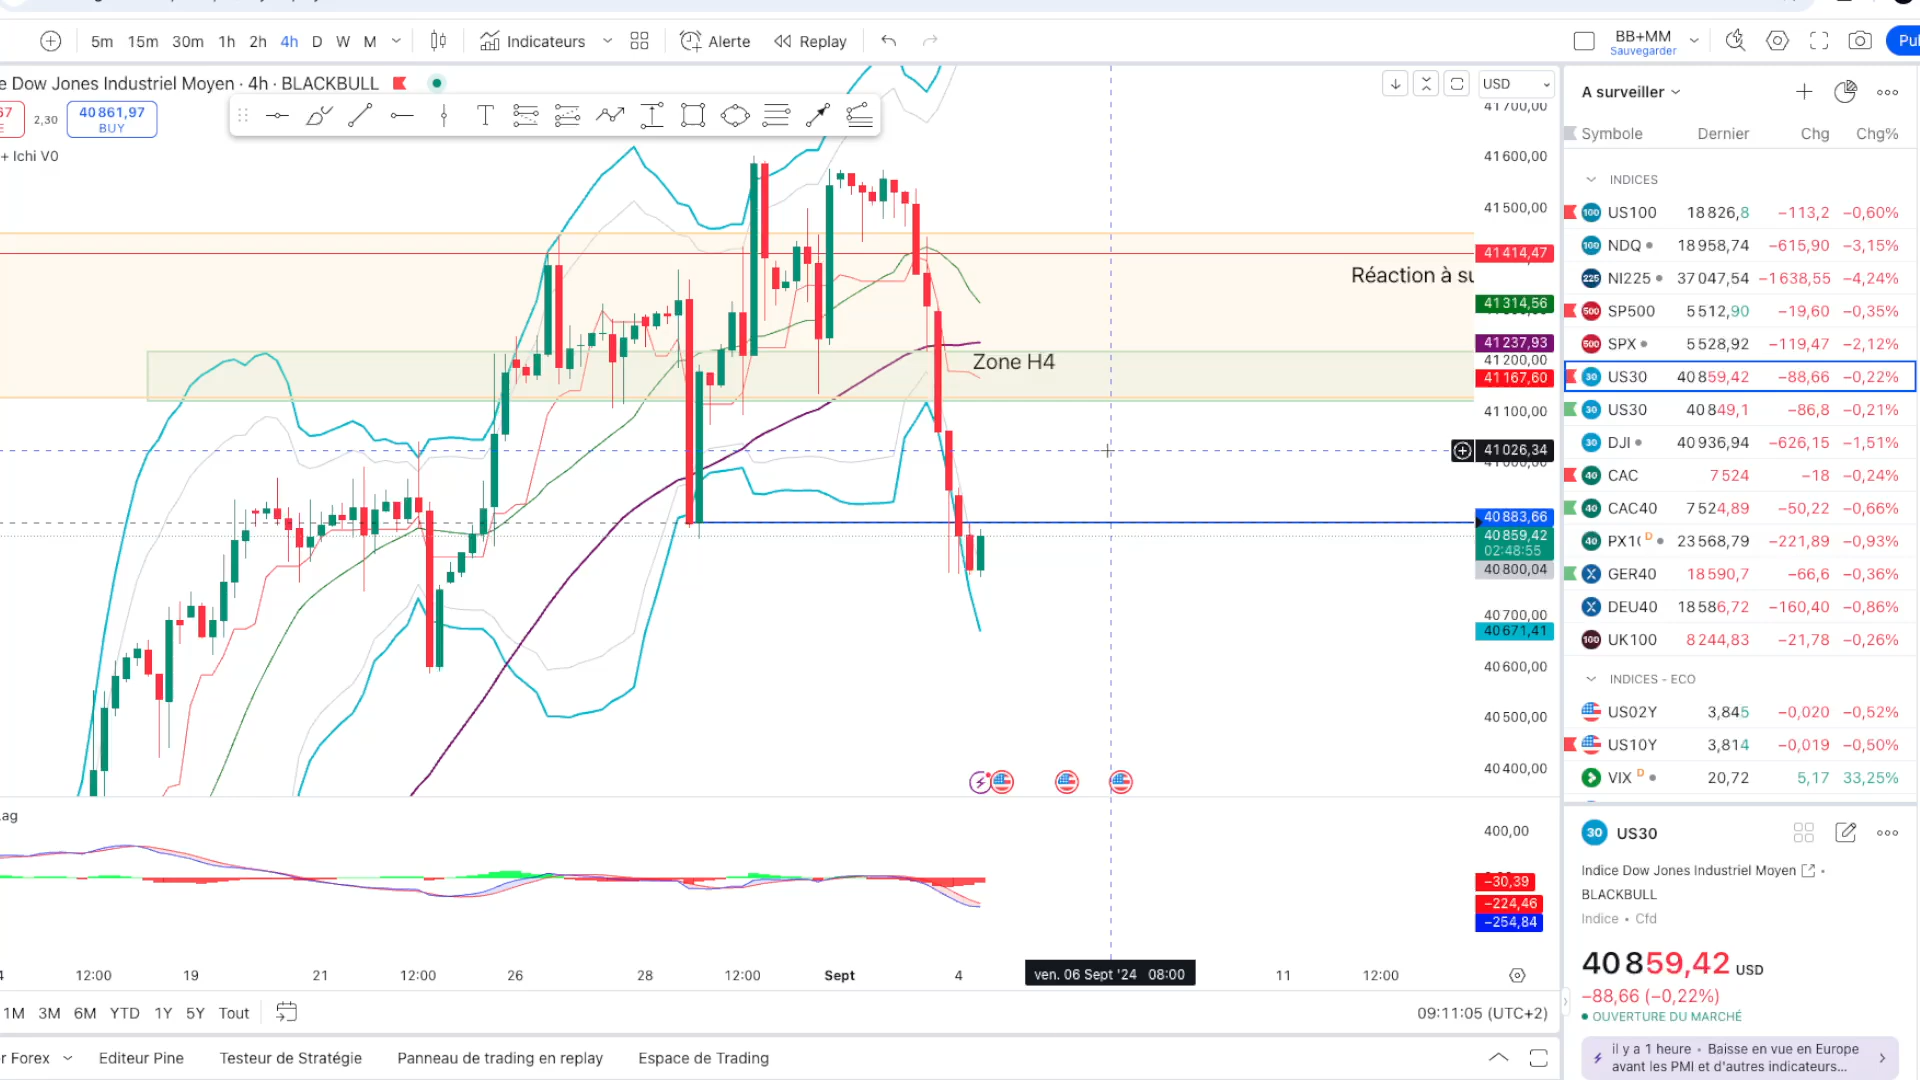 5m 15m 30m 1h 2h 4h D W M Indicateurs Alerte Replay BB+MM
Sauvegarder
e Dow Jones Industriel Moyen · 4h · BLACKBULL
USD
A surveiller
67 2,30 40 861,97
E BUY
+ Ichi V0
Symbole Dernier Chg Chg%
INDICES
US100 18 826,8 −113,2 −0,60%
NDQ 18 958,74 −615,90 −3,15%
NI225 37 047,54 −1 638,55 −4,24%
SP500 5 512,90 −19,60 −0,35%
SPX 5 528,92 −119,47 −2,12%
US30 40 859,42 −88,66 −0,22%
US30 40 849,1 −86,8 −0,21%
DJI 40 936,94 −626,15 −1,51%
CAC 7 524 −18 −0,24%
CAC40 7 524,89 −50,22 −0,66%
PX1 D 23 568,79 −221,89 −0,93%
GER40 18 590,7 −66,6 −0,36%
DEU40 18 586,72 −160,40 −0,86%
UK100 8 244,83 −21,78 −0,26%
INDICES - ECO
US02Y 3,845 −0,020 −0,52%
US10Y 3,814 −0,019 −0,50%
VIX D 20,72 5,17 33,25%
41 700,00
41 600,00
41 500,00
41 414,47
Réaction à su
41 314,56
41 237,93
41 200,00
Zone H4
41 167,60
41 100,00
41 026,34
40 883,66
40 859,42
02:48:55
40 800,04
40 700,00
40 671,41
40 600,00
40 500,00
40 400,00
ag
400,00
−30,39
−224,46
−254,84
4 12:00 19 21 12:00 26 28 12:00 Sept 4 ven. 06 Sept '24 08:00 11 12:00
1M 3M 6M YTD 1Y 5Y Tout
09:11:05 (UTC+2)
r Forex Editeur Pine Testeur de Stratégie Panneau de trading en replay Espace de Trading
30 US30
Indice Dow Jones Industriel Moyen
BLACKBULL
Indice • Cfd
40 859,42 USD
−88,66 (−0,22%)
OUVERTURE DU MARCHÉ
il y a 1 heure • Baisse en vue en Europe
avant les PMI et d'autres indicateurs...